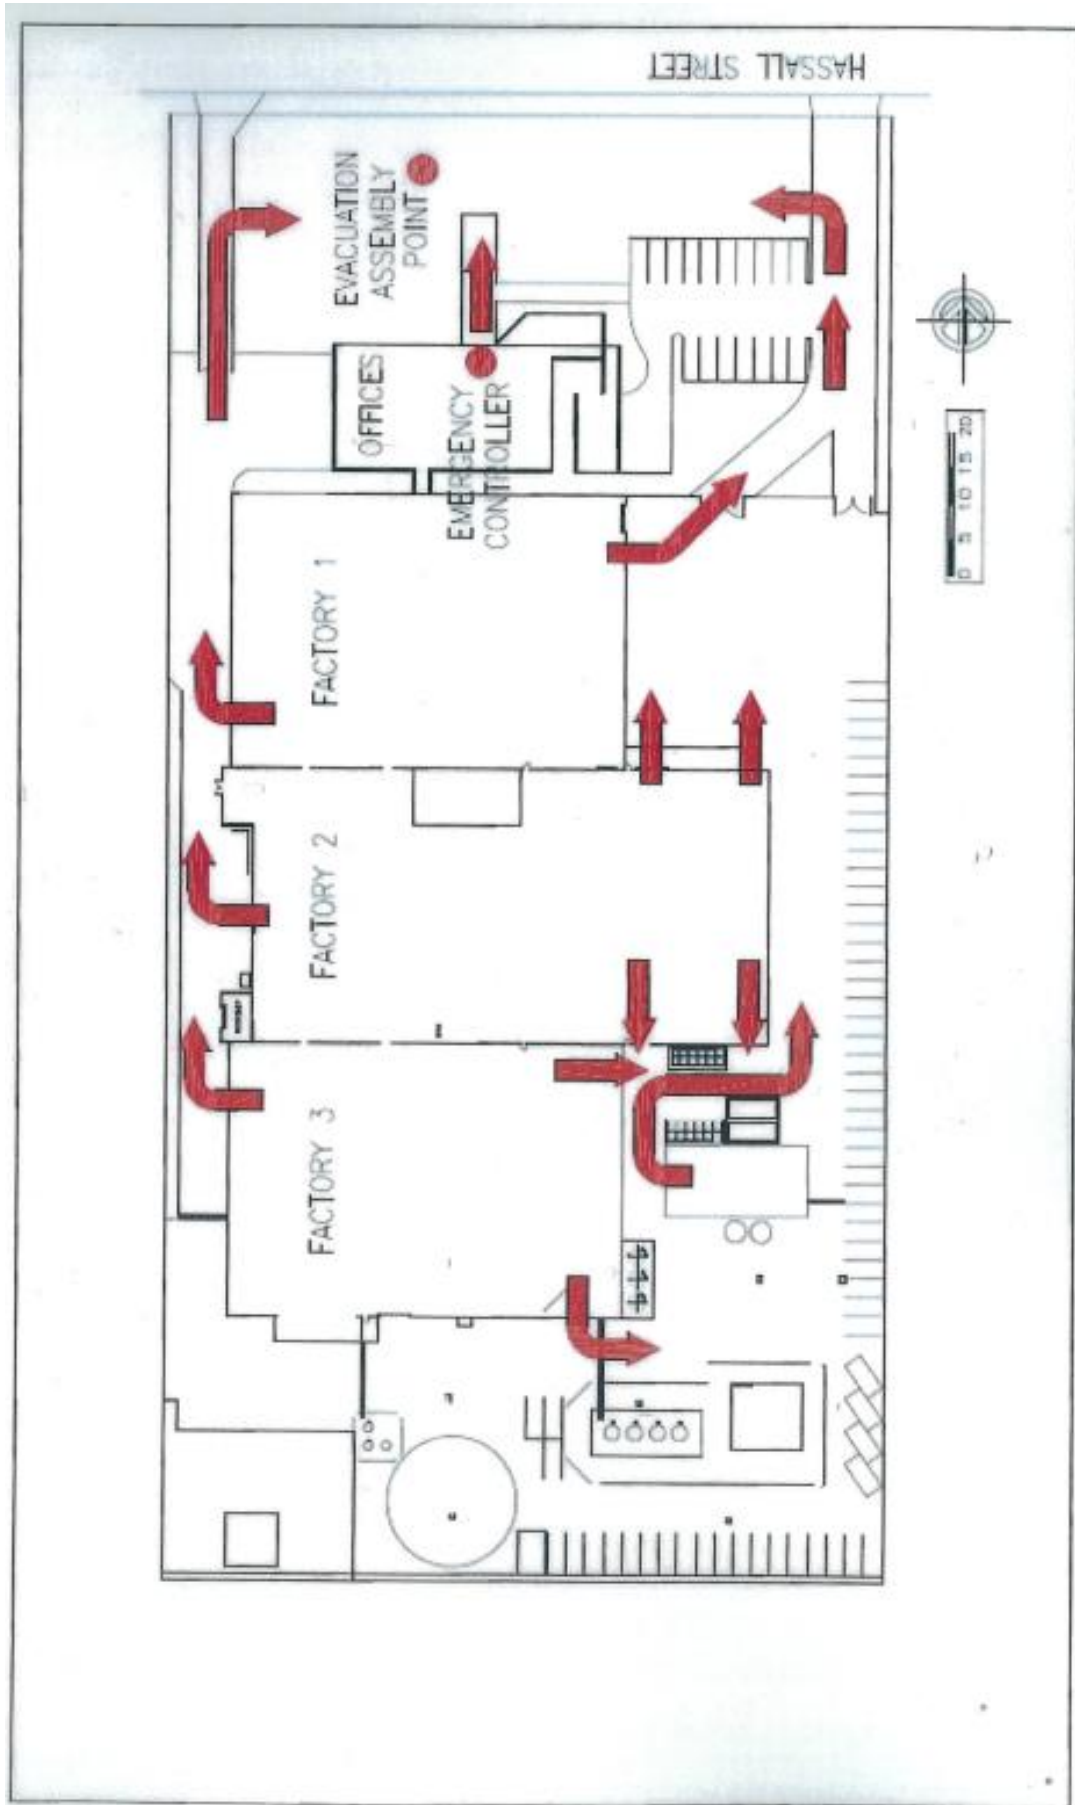 HASSALL STREET
EVACUATION
ASSEMBLY
POINT
OFFICES
EMERGENCY
CONTROLLER
FACTORY 1
FACTORY 2
FACTORY 3
0 5 10 15 20